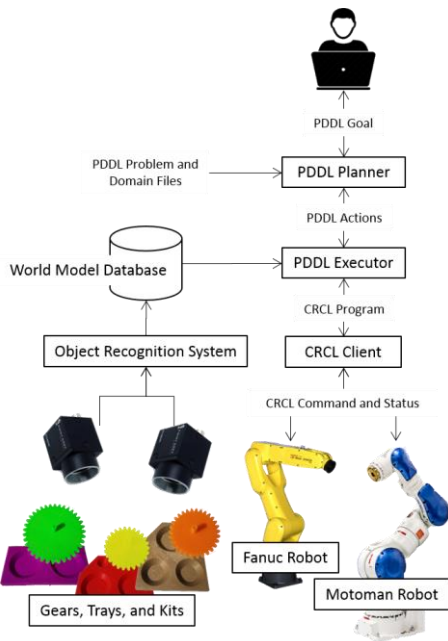 PDDL Goal
PDDL Problem and
Domain Files
PDDL Planner
PDDL Actions
World Model Database
PDDL Executor
CRCL Program
Object Recognition System
CRCL Client
CRCL Command and Status
Fanuc Robot
Motoman Robot
Gears, Trays, and Kits